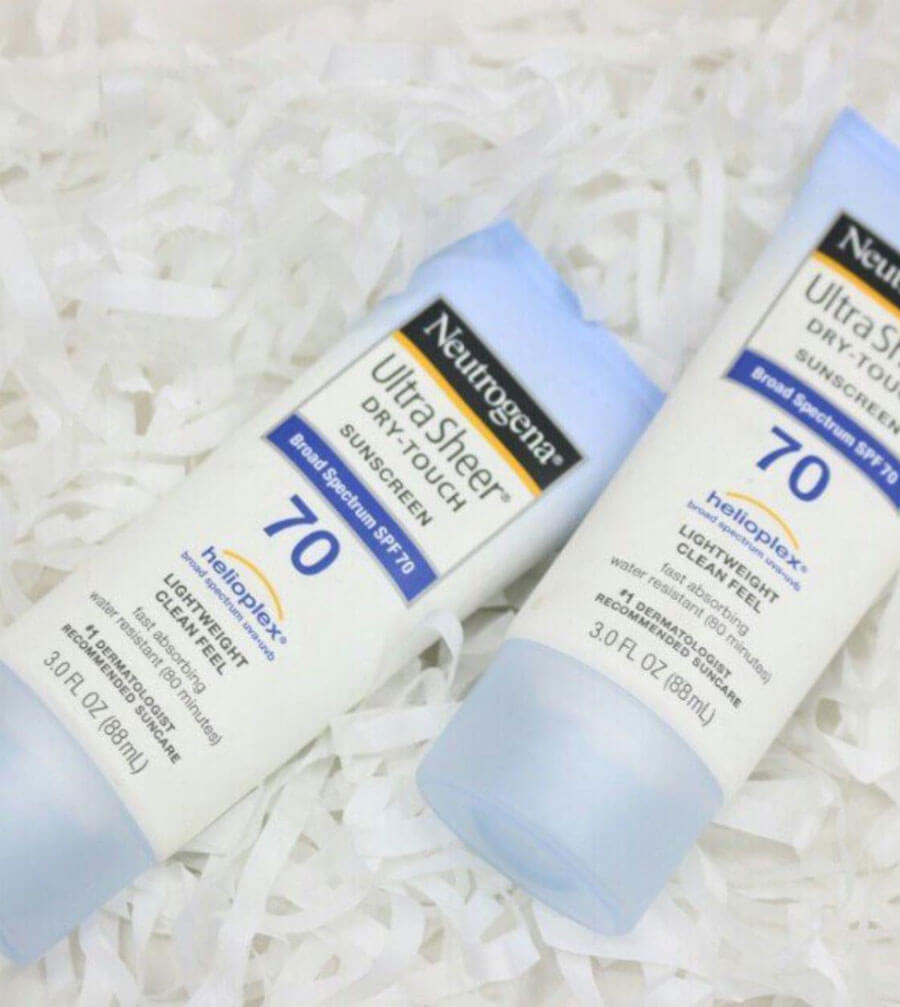 Neutrogena®
Ultra Sheer®
DRY-TOUCH
SUNSCREEN
Broad Spectrum SPF 70
70
helioplex®
broad spectrum uva•uvb
LIGHTWEIGHT
CLEAN FEEL
fast absorbing
water resistant (80 minutes)
#1 DERMATOLOGIST
RECOMMENDED SUNCARE
3.0 FL OZ (88mL)
Neut
Ultra Sh
DRY-TOU
SUNSCREEN
Broad Spectrum SPF 70
70
helioplex®
broad spectrum uva•uvb
LIGHTWEIGHT
CLEAN FEEL
fast absorbing
water resistant (80 minutes)
#1 DERMATOLOGIST
RECOMMENDED SUNCARE
3.0 FL OZ (88mL)